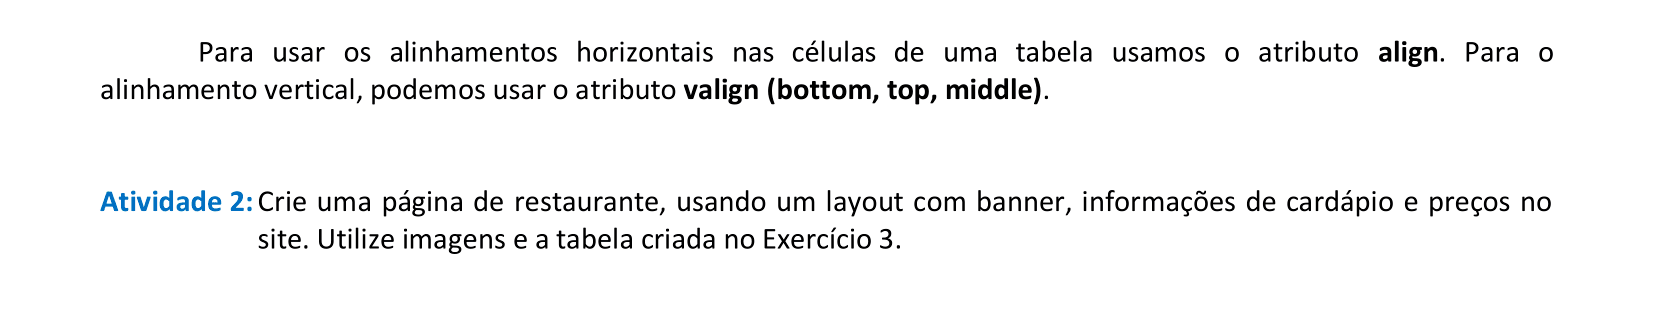 Para usar os alinhamentos horizontais nas células de uma tabela usamos o atributo align. Para o
alinhamento vertical, podemos usar o atributo valign (bottom, top, middle).
Atividade 2: Crie uma página de restaurante, usando um layout com banner, informações de cardápio e preços no
site. Utilize imagens e a tabela criada no Exercício 3.